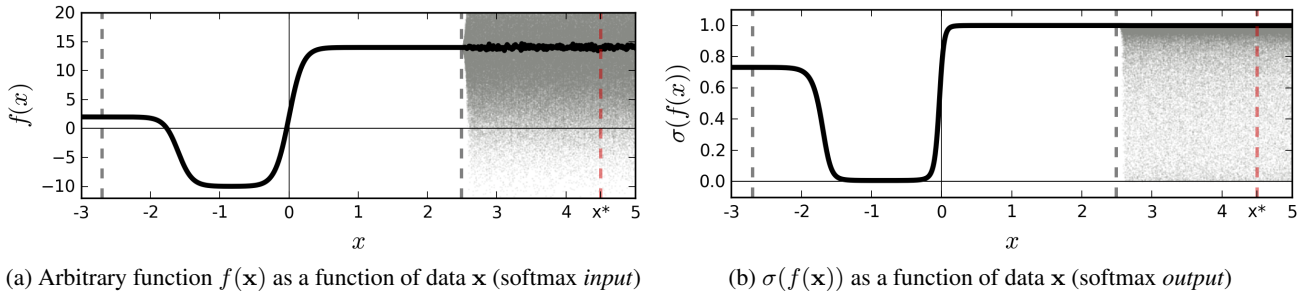 20
15
10
5
0
−5
−10
f(x)
-3 -2 -1 0 1 2 3 4 x* 5
x
(a) Arbitrary function f(x) as a function of data x (softmax input)
1.0
0.8
0.6
0.4
0.2
0.0
σ(f(x))
-3 -2 -1 0 1 2 3 4 x* 5
x
(b) σ(f(x)) as a function of data x (softmax output)